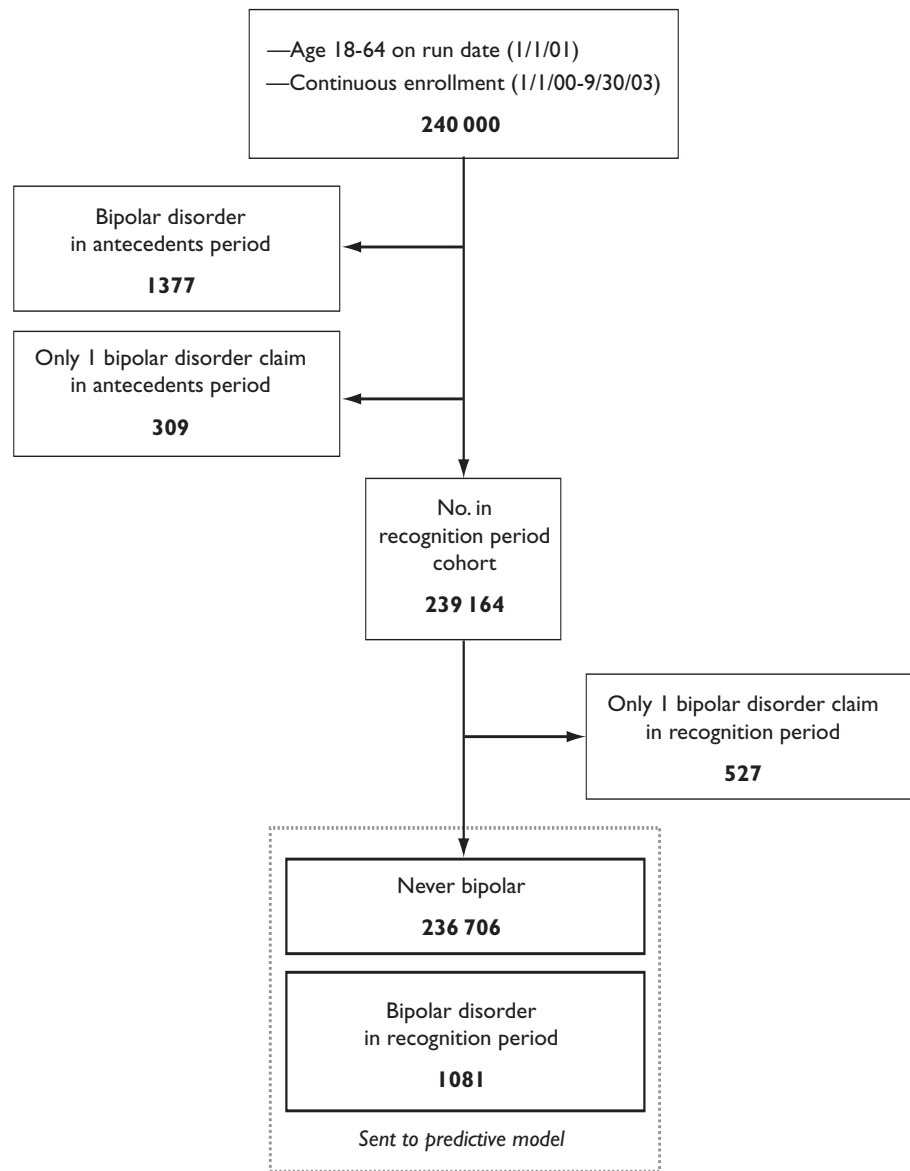 —Age 18-64 on run date (1/1/01)
—Continuous enrollment (1/1/00-9/30/03)
240 000
Bipolar disorder
in antecedents period
1377
Only 1 bipolar disorder claim
in antecedents period
309
No. in
recognition period
cohort
239 164
Only 1 bipolar disorder claim
in recognition period
527
Never bipolar
236 706
Bipolar disorder
in recognition period
1081
Sent to predictive model